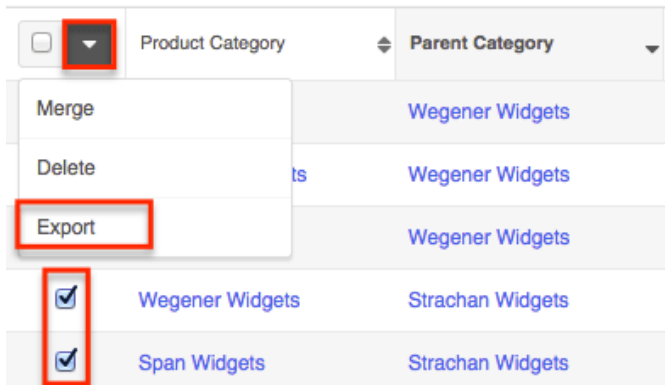 Product Category Parent Category
Merge Wegener Widgets
Delete ts Wegener Widgets
Export Wegener Widgets
Wegener Widgets Strachan Widgets
Span Widgets Strachan Widgets